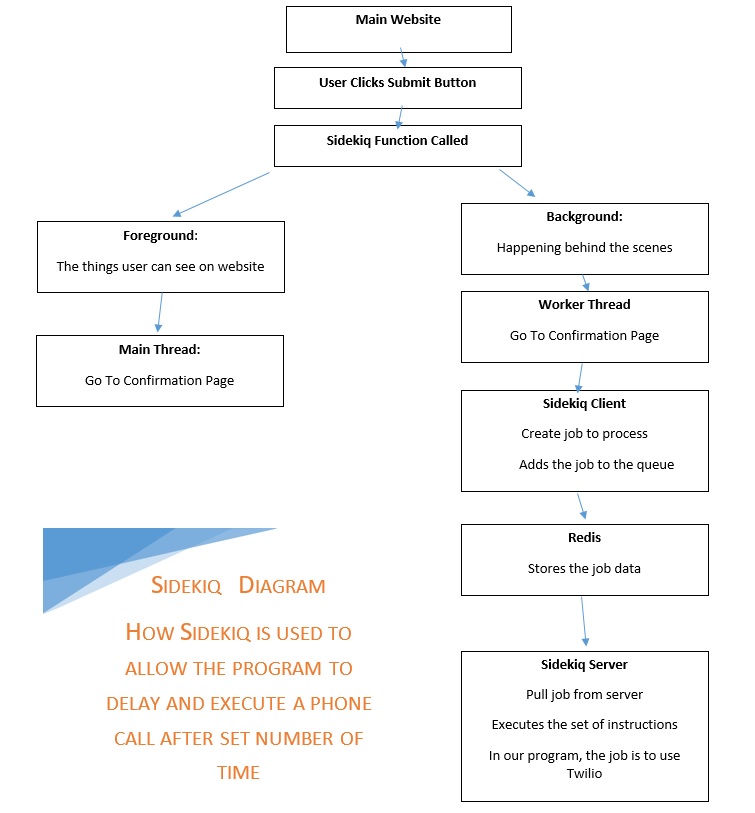 Main Website
User Clicks Submit Button
Sidekiq Function Called
Foreground:
The things user can see on website
Main Thread:
Go To Confirmation Page
Background:
Happening behind the scenes
Worker Thread
Go To Confirmation Page
Sidekiq Client
Create job to process
Adds the job to the queue
Redis
Stores the job data
Sidekiq Server
Pull job from server
Executes the set of instructions
In our program, the job is to use
Twilio
Sidekiq Diagram
How Sidekiq is used to
allow the program to
delay and execute a phone
call after set number of
time